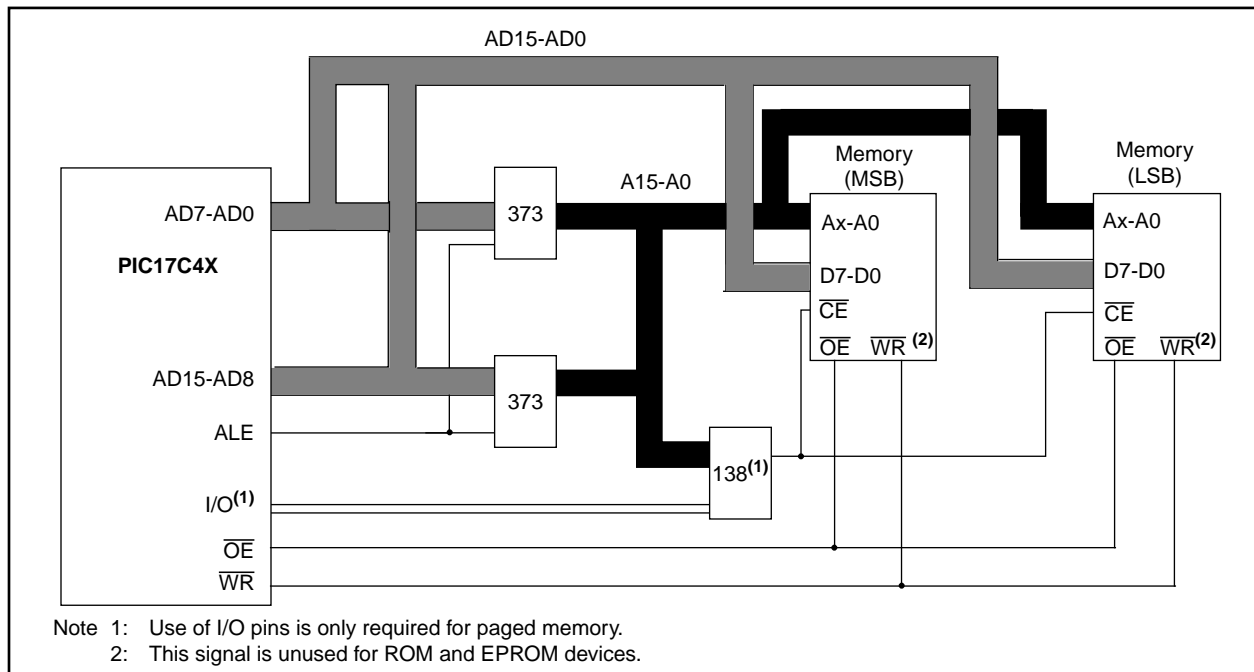 AD15-AD0
Memory
(MSB)
Memory
(LSB)
A15-A0
AD7-AD0
373
Ax-A0
Ax-A0
PIC17C4X
D7-D0
D7-D0
CE
CE
OE WR(2)
OE WR(2)
AD15-AD8
373
ALE
138(1)
I/O(1)
OE
WR
Note 1: Use of I/O pins is only required for paged memory.
2: This signal is unused for ROM and EPROM devices.